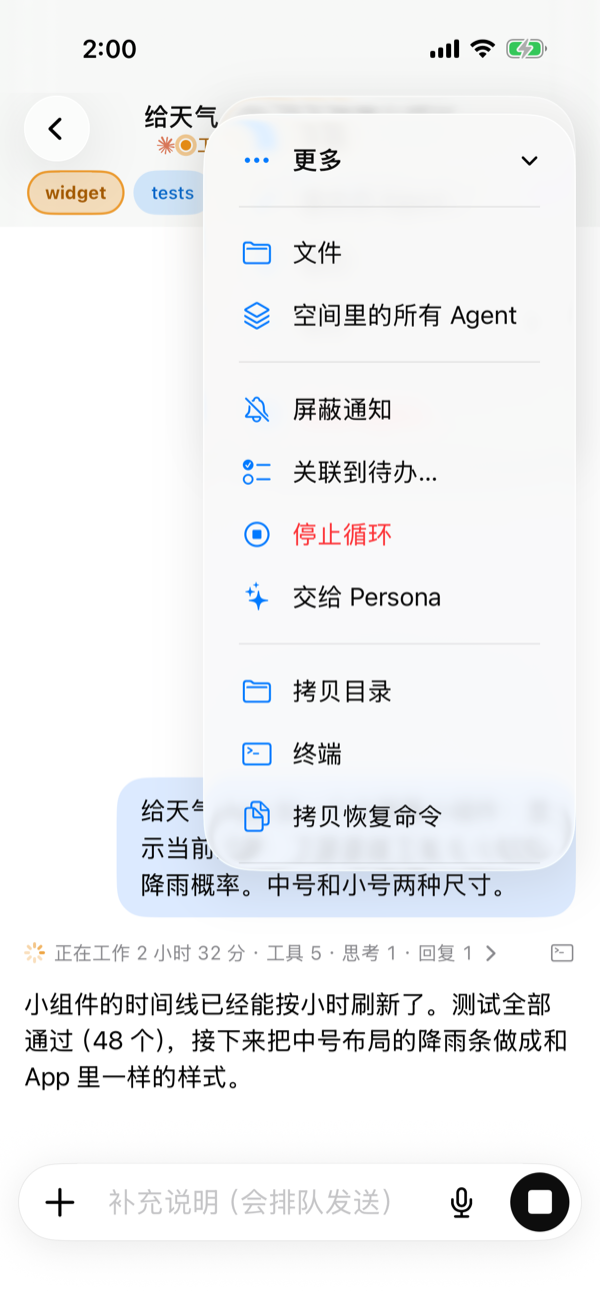 2:00
给天气
工
widget
tests
更多
文件
空间里的所有 Agent
屏蔽通知
关联到待办...
停止循环
交给 Persona
拷贝目录
终端
拷贝恢复命令
给天气
示当前
降雨概率。中号和小号两种尺寸。
正在工作 2 小时 32 分 · 工具 5 · 思考 1 · 回复 1
小组件的时间线已经能按小时刷新了。测试全部
通过 (48 个)，接下来把中号布局的降雨条做成和
App 里一样的样式。
补充说明 (会排队发送)